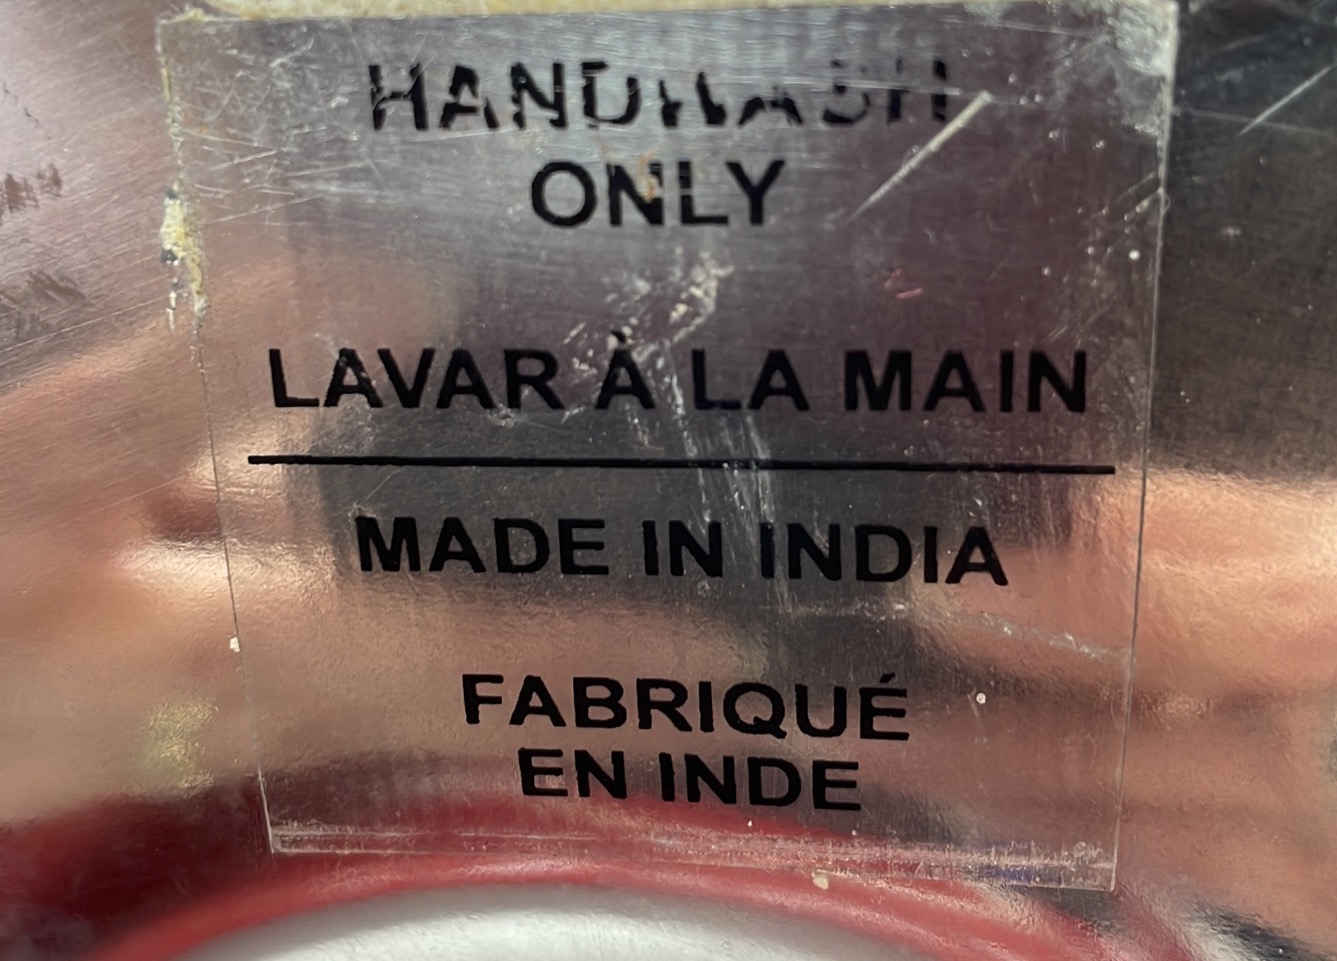 HANDWASH
ONLY
LAVAR À LA MAIN
MADE IN INDIA
FABRIQUÉ
EN INDE